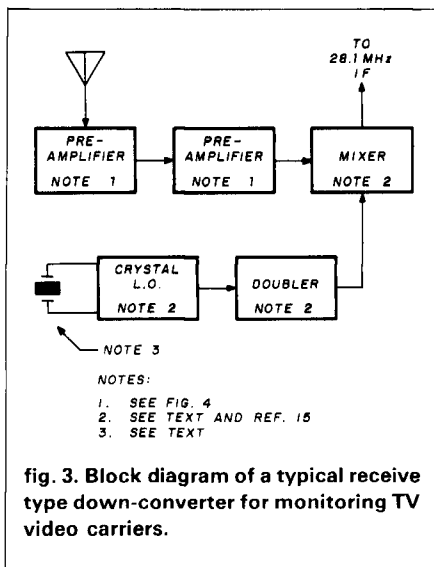 TO
28.1 MHz
IF
PRE-
AMPLIFIER
NOTE 1
PRE-
AMPLIFIER
NOTE 1
MIXER
NOTE 2
CRYSTAL
L.O.
NOTE 2
DOUBLER
NOTE 2
NOTE 3
NOTES:
1. SEE FIG. 4
2. SEE TEXT AND REF. 15
3. SEE TEXT
fig. 3. Block diagram of a typical receive
type down-converter for monitoring TV
video carriers.